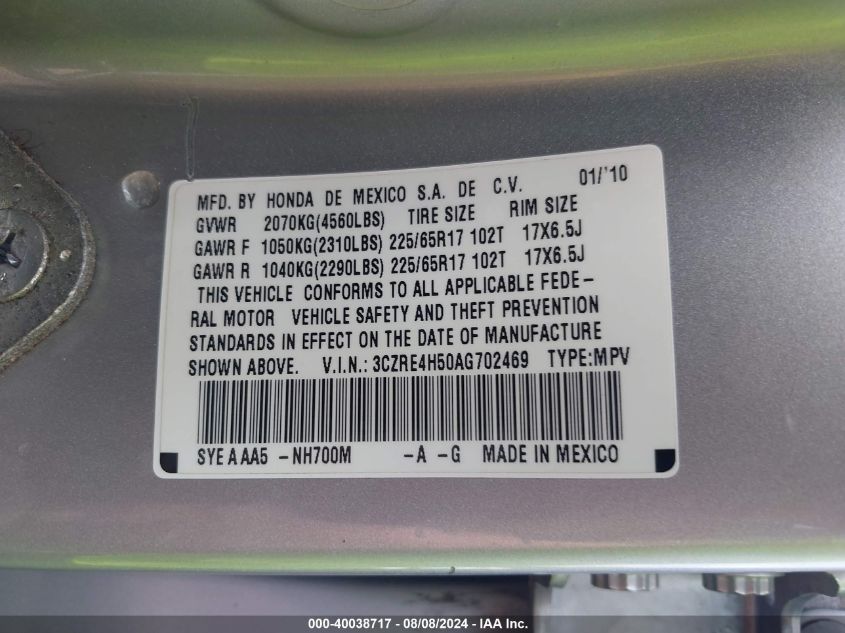 MFD. BY HONDA DE MEXICO S.A. DE C.V. 01/'10
GVWR 2070KG(4560LBS) TIRE SIZE RIM SIZE
GAWR F 1050KG(2310LBS) 225/65R17 102T 17X6.5J
GAWR R 1040KG(2290LBS) 225/65R17 102T 17X6.5J
THIS VEHICLE CONFORMS TO ALL APPLICABLE FEDE-
RAL MOTOR VEHICLE SAFETY AND THEFT PREVENTION
STANDARDS IN EFFECT ON THE DATE OF MANUFACTURE
SHOWN ABOVE. V.I.N.: 3CZRE4H50AG702469 TYPE:MPV
SYE A AA5 -NH700M -A -G MADE IN MEXICO
000-40038717 - 08/08/2024 - IAA Inc.